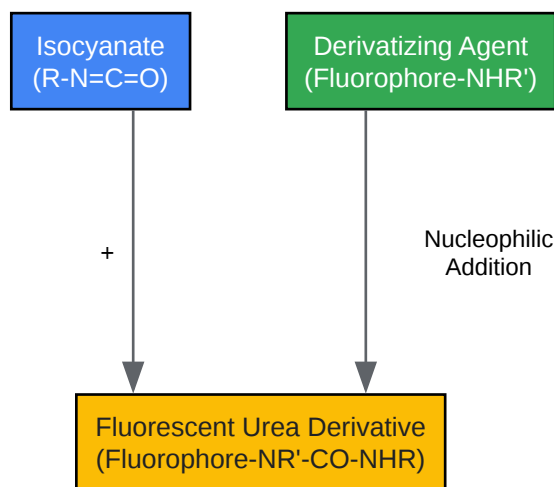 Isocyanate
(R-N=C=O)
Derivatizing Agent
(Fluorophore-NHR')
+
Nucleophilic
Addition
Fluorescent Urea Derivative
(Fluorophore-NR'-CO-NHR)